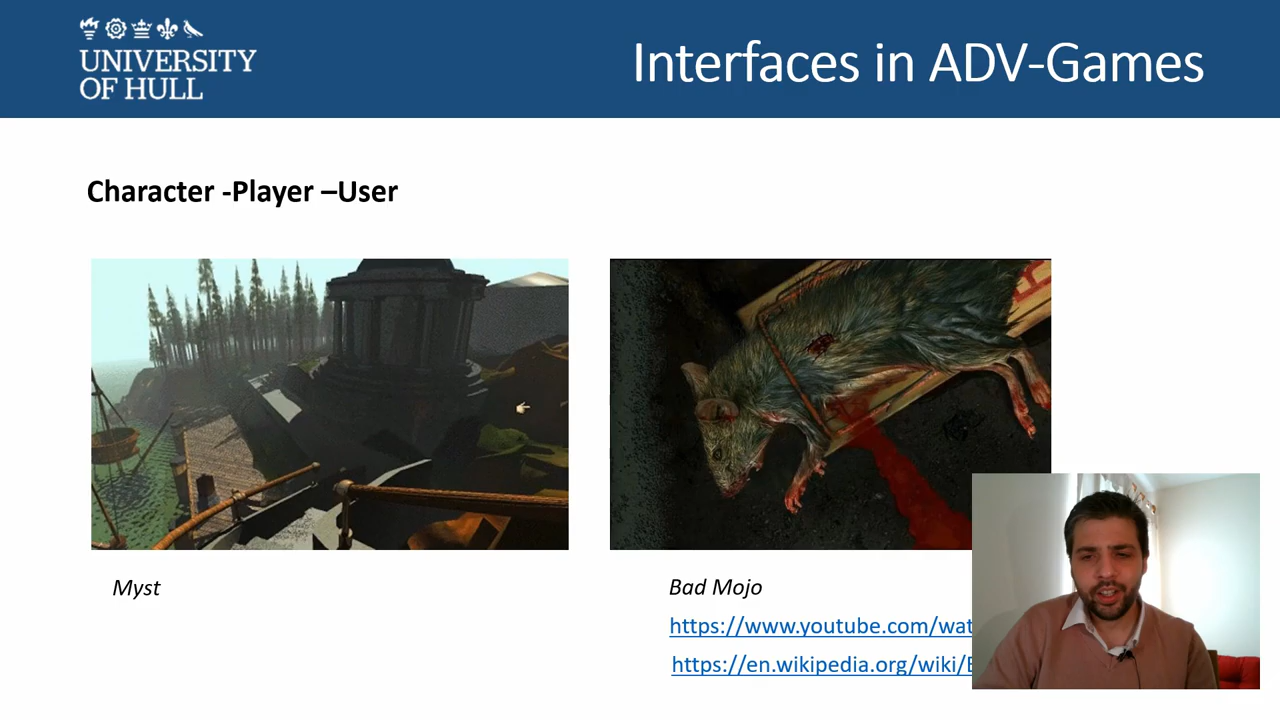 UNIVERSITY
OF HULL
Interfaces in ADV-Games
Character -Player –User
Myst
Bad Mojo
https://www.youtube.com/wat
https://en.wikipedia.org/wiki/